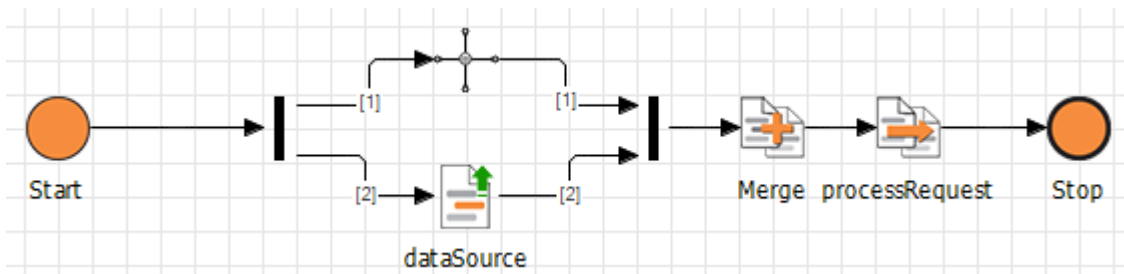 [1]
[1]
[2]
[2]
Start
Merge
processRequest
Stop
dataSource